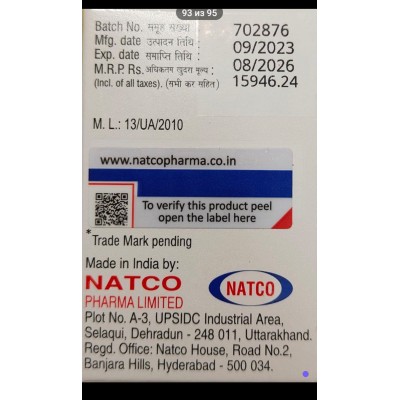 93 из 95
Batch No. समूह संख्या : 702876
Mfg. date उत्पादन तिथि : 09/2023
Exp. date समाप्ति तिथि : 08/2026
M.R.P. Rs. अधिकतम खुदरा मूल्य : 15946.24
(Incl. of all taxes). (सभी कर सहित)
M. L.: 13/UA/2010
www.natcopharma.co.in
To verify this product peel
open the label here
*Trade Mark pending
Made in India by:
NATCO
PHARMA LIMITED
NATCO
Plot No. A-3, UPSIDC Industrial Area,
Selaqui, Dehradun - 248 011, Uttarakhand.
Regd. Office: Natco House, Road No.2,
Banjara Hills, Hyderabad - 500 034.